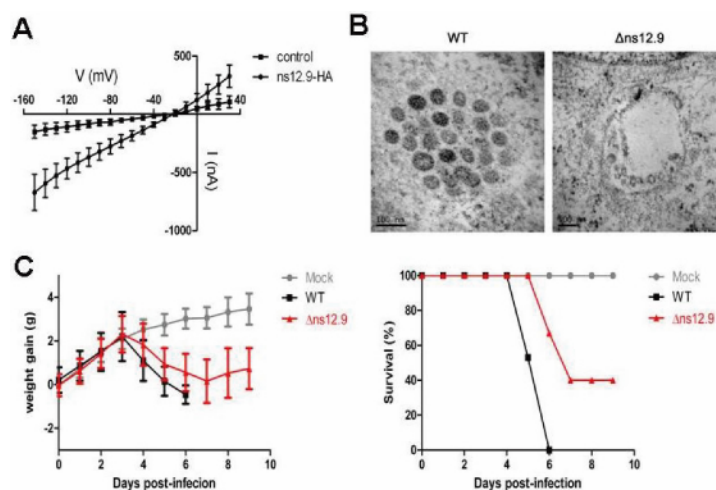 A
V (mV)
-160 -120 -80 -40 40
500
-500
-1000
I (nA)
control
ns12.9-HA
B
WT
Δns12.9
100 nm
C
weight gain (g)
4
2
0
-2
0 2 4 6 8 10
Days post-infecion
Mock
WT
Δns12.9
Survival (%)
100
80
60
40
20
0
0 2 4 6 8 10
Days post-infecion
Mock
WT
Δns12.9